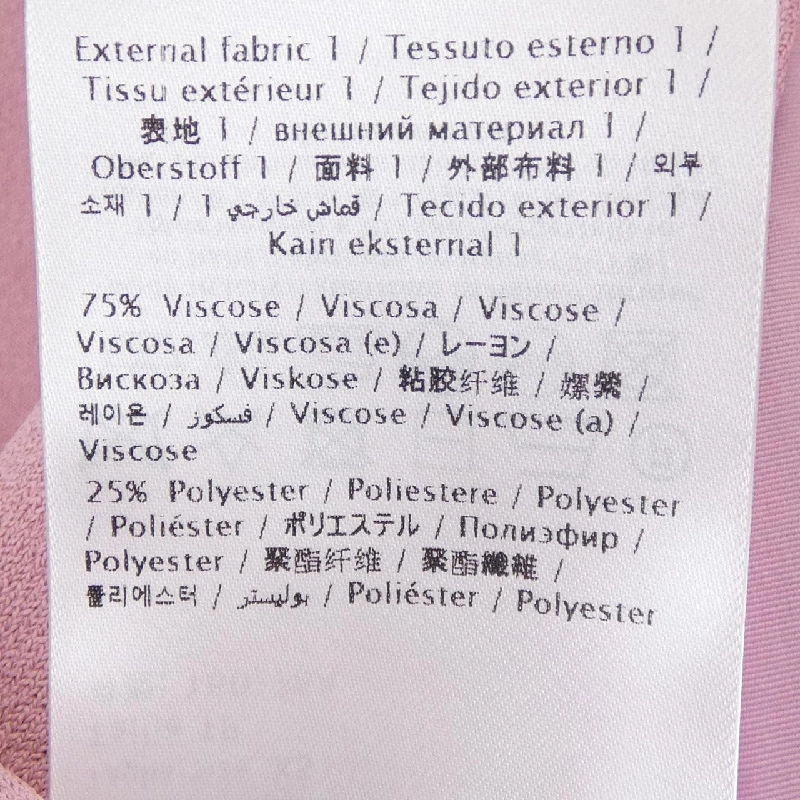 External fabric 1 / Tessuto esterno 1 /
Tissu extérieur 1 / Tejido exterior 1 /
表地 1 / внешний материал 1 /
Oberstoff 1 / 面料 1 / 外部布料 1 / 외부
소재 1 / قماش خارجي 1 / Tecido exterior 1 /
Kain eksternal 1
75% Viscose / Viscosa / Viscose /
Viscosa / Viscosa (e) / レーヨン /
Вискоза / Viskose / 粘胶纤维 / 嫘縈 /
레이온 / فسكوز / Viscose / Viscose (a) /
Viscose
25% Polyester / Poliestere / Polyester
/ Poliéster / ポリエステル / Полиэфир /
Polyester / 聚酯纤维 / 聚酯纖維 /
폴리에스터 / بوليستر / Poliéster / Polyester